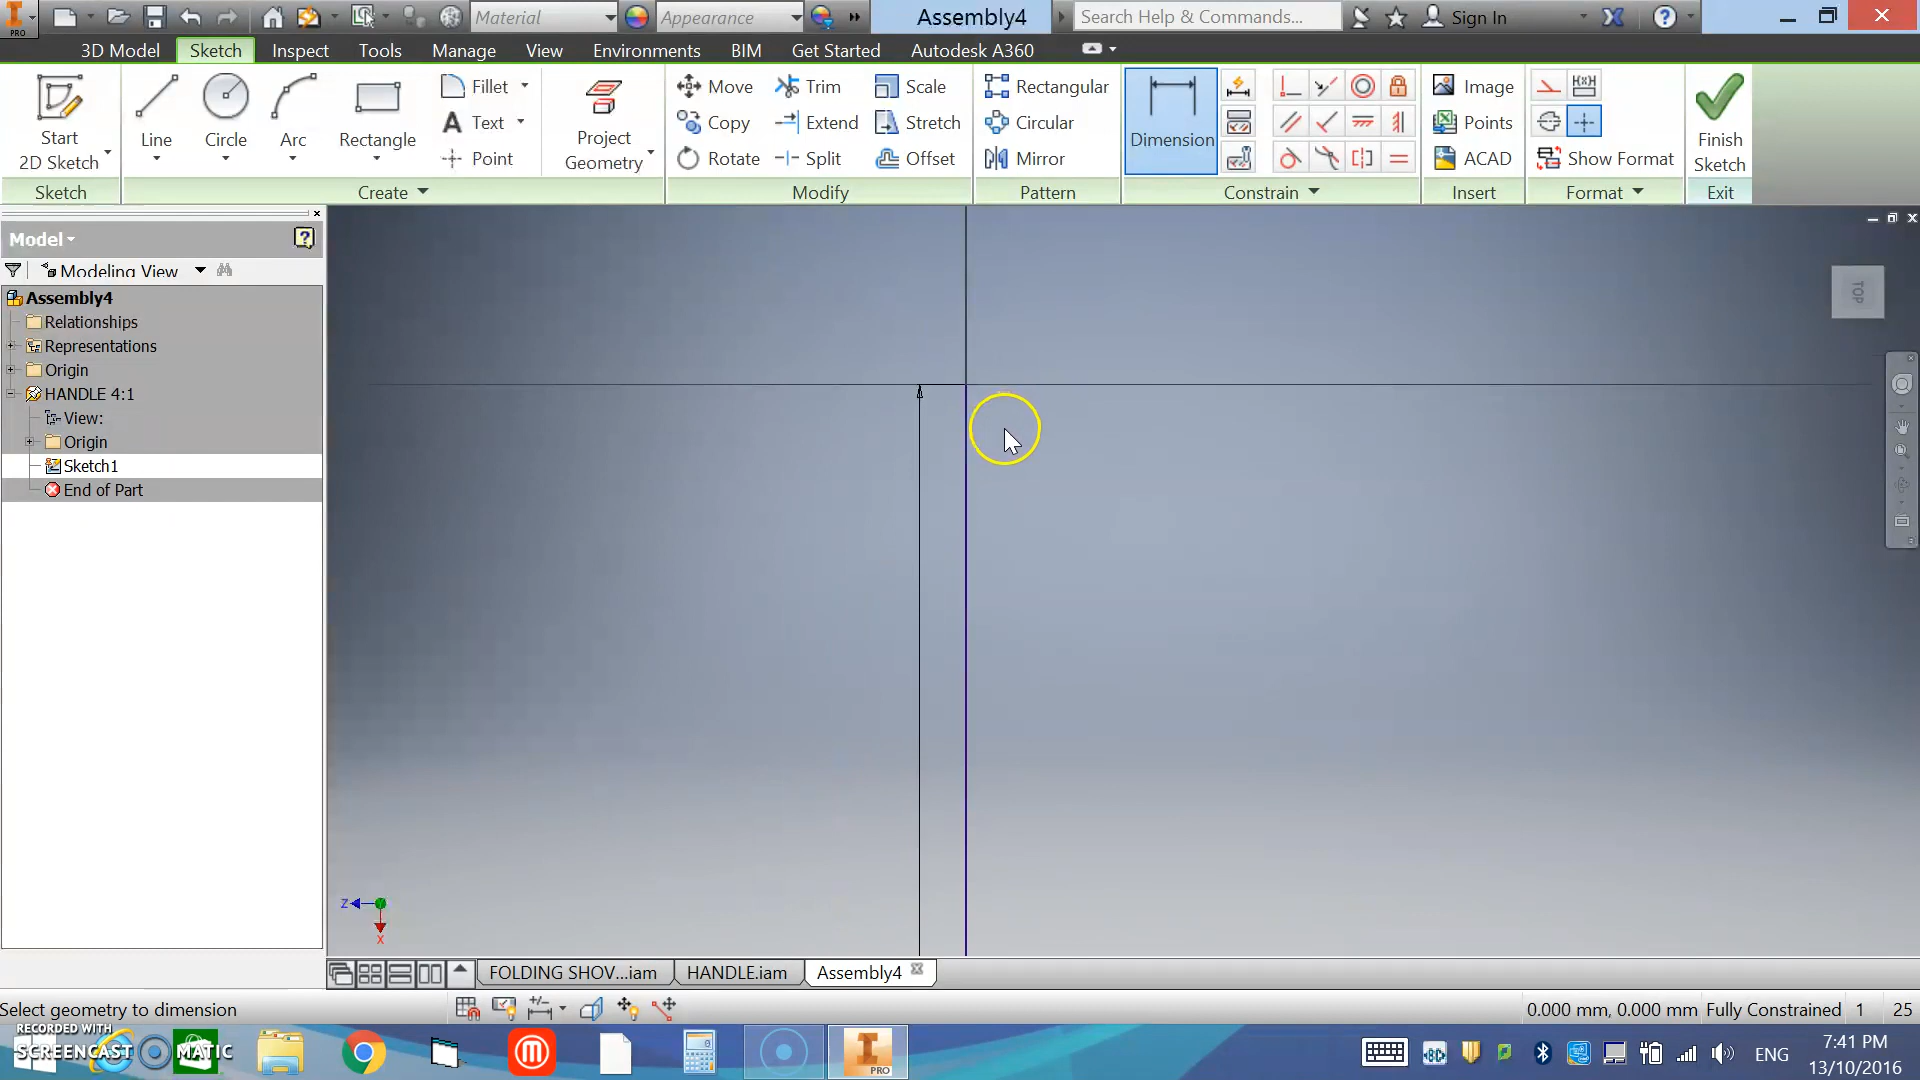 PRO
Material
Appearance
Assembly4
Search Help & Commands...
Sign In
3D Model
Sketch
Inspect
Tools
Manage
View
Environments
BIM
Get Started
Autodesk A360
Start
2D Sketch
Line
Circle
Arc
Rectangle
Fillet
Text
Point
Project
Geometry
Move
Copy
Rotate
Trim
Extend
Split
Scale
Stretch
Offset
Rectangular
Circular
Mirror
Dimension
Image
Points
ACAD
Show Format
Finish
Sketch
Sketch
Create
Modify
Pattern
Constrain
Insert
Format
Exit
Model
Modeling View
Assembly4
Relationships
Representations
Origin
HANDLE 4:1
View:
Origin
Sketch1
End of Part
TOP
Z
X
FOLDING SHOV...iam
HANDLE.iam
Assembly4
Select geometry to dimension
0.000 mm, 0.000 mm
Fully Constrained
1
25
RECORDED WITH
SCREENCAST MATIC
PRO
ENG
7:41 PM
13/10/2016